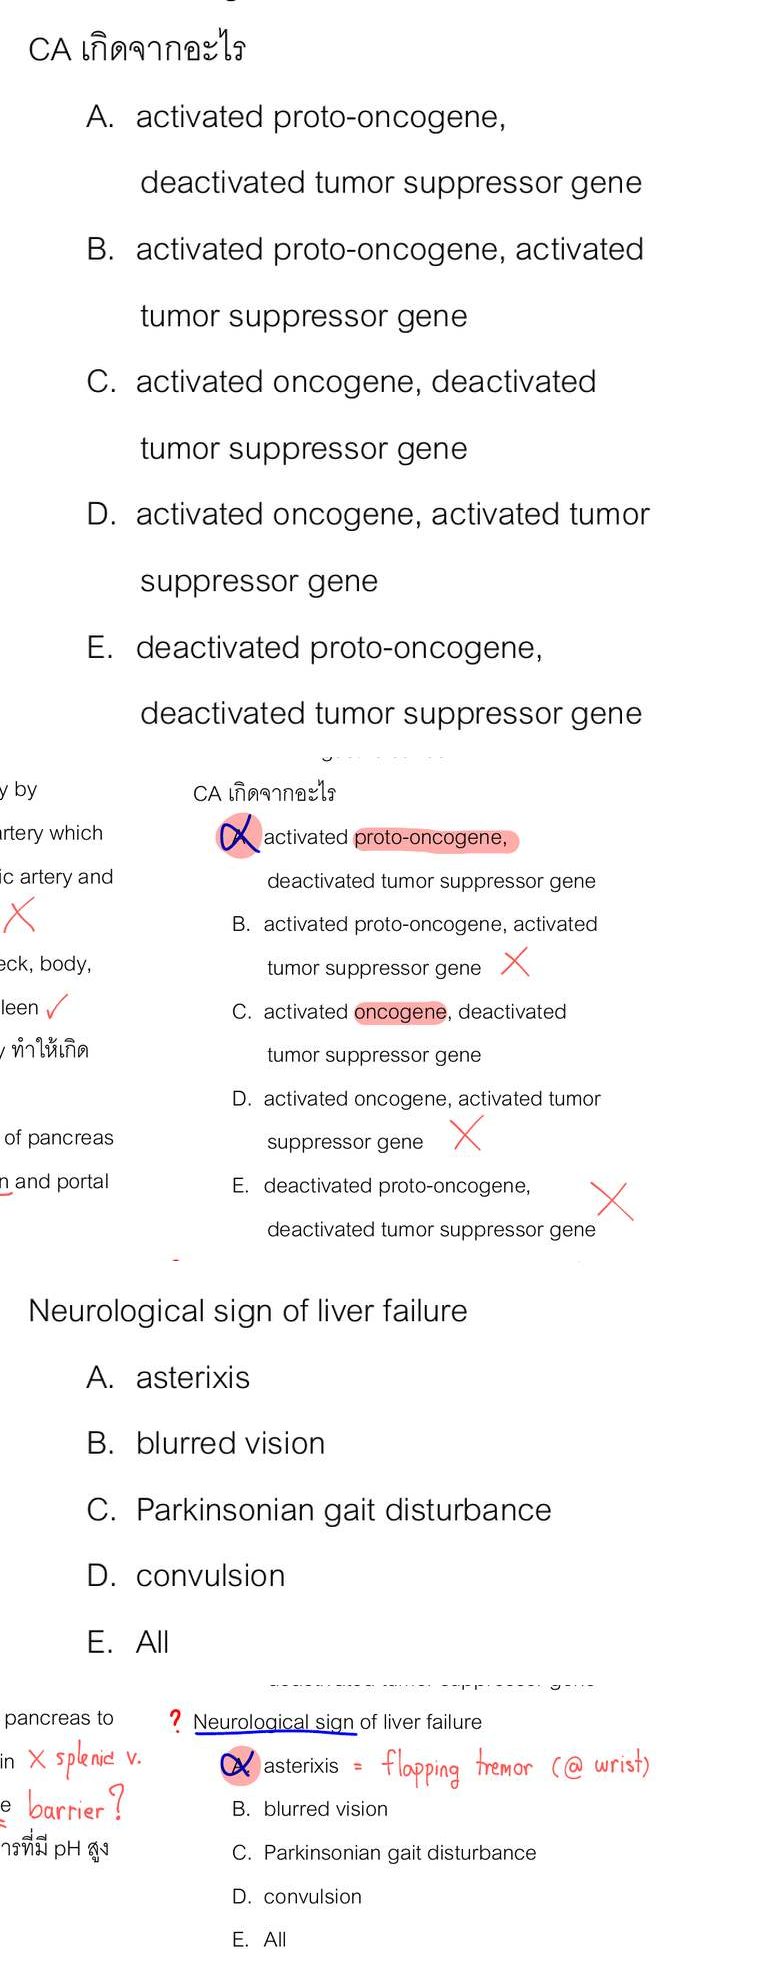 CA เกิดจากอะไร
A. activated proto-oncogene,
deactivated tumor suppressor gene
B. activated proto-oncogene, activated
tumor suppressor gene
C. activated oncogene, deactivated
tumor suppressor gene
D. activated oncogene, activated tumor
suppressor gene
E. deactivated proto-oncogene,
deactivated tumor suppressor gene
y by
artery which
ic artery and
eck, body,
leen
ทำให้เกิด
of pancreas
n and portal
CA เกิดจากอะไร
A. activated proto-oncogene,
deactivated tumor suppressor gene
B. activated proto-oncogene, activated
tumor suppressor gene
C. activated oncogene, deactivated
tumor suppressor gene
D. activated oncogene, activated tumor
suppressor gene
E. deactivated proto-oncogene,
deactivated tumor suppressor gene
Neurological sign of liver failure
A. asterixis
B. blurred vision
C. Parkinsonian gait disturbance
D. convulsion
E. All
pancreas to
in X splenic v.
e barrier?
ารที่มี pH สูง
? Neurological sign of liver failure
A. asterixis = flapping tremor (@ wrist)
B. blurred vision
C. Parkinsonian gait disturbance
D. convulsion
E. All